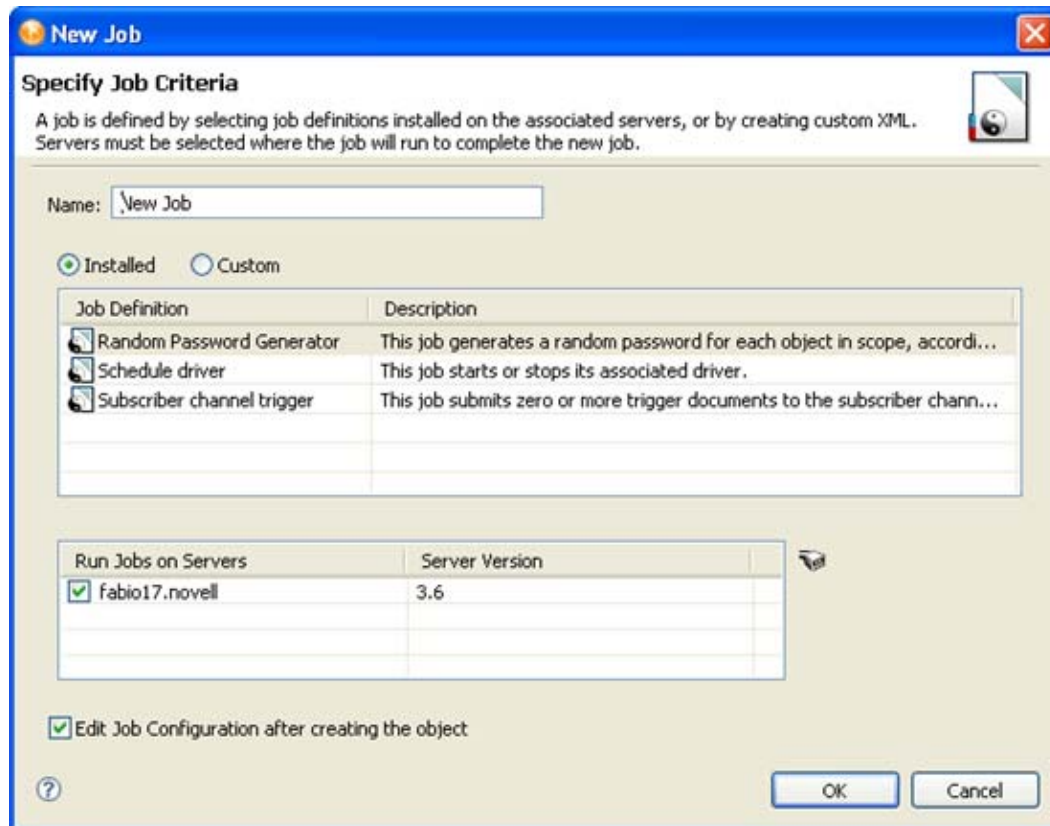 New Job
Specify Job Criteria
A job is defined by selecting job definitions installed on the associated servers, or by creating custom XML.
Servers must be selected where the job will run to complete the new job.
Name: New Job
Installed Custom
Job Definition Description
Random Password Generator This job generates a random password for each object in scope, accordi...
Schedule driver This job starts or stops its associated driver.
Subscriber channel trigger This job submits zero or more trigger documents to the subscriber chann...
Run Jobs on Servers Server Version
fabio17.novell 3.6
Edit Job Configuration after creating the object
? OK Cancel